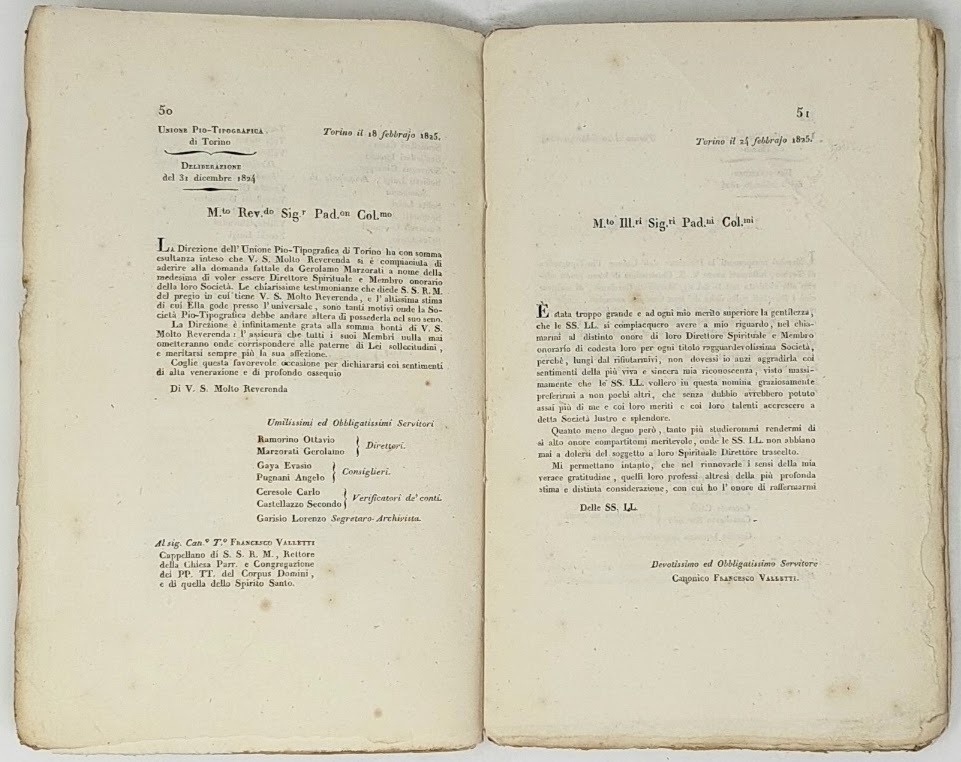 50
UNIONE PIO-TIPOGRAFICA
di Torino
Torino il 18 febbrajo 1825.
DELIBERAZIONE
del 31 dicembre 1824
M.to Rev.do Sig.r Pad.on Col.mo
LA Direzione dell'Unione Pio-Tipografica di Torino ha con somma
esultanza inteso che V. S. Molto Reverenda si è compiaciuta di
aderire alla domanda fattale da Gerolamo Marzorati a nome della
medesima di voler essere Direttore Spirituale e Membro onorario
della loro Società. Le chiarissime testimonianze che diede S. S. R. M.
del pregio in cui tiene V. S. Molto Reverenda, e l'altissima stima
di cui Ella gode presso l'universale, sono tanti motivi onde la So-
cietà Pio-Tipografica debbe andare altera di possederla nel suo seno.
La Direzione è infinitamente grata alla somma bontà di V. S.
Molto Reverenda: l'assicura che tutti i suoi Membri nulla mai
ometteranno onde corrispondere alle paterne di Lei sollecitudini,
e meritarsi sempre più la sua affezione.
Coglie questa favorevole occasione per dichiararsi coi sentimenti
di alta venerazione e di profondo ossequio
Di V. S. Molto Reverenda
Umilissimi ed Obbligatissimi Servitori
Ramorino Ottavio
Marzorati Gerolamo
Direttori.
Gaya Evasio
Pugnani Angelo
Consiglieri.
Ceresole Carlo
Castellazzo Secondo
Verificatori de' conti.
Garisio Lorenzo Segretaro-Archivista.
Al sig. Can.º T.º FRANCESCO VALLETTI
Cappellano di S. S. R. M., Rettore
della Chiesa Parr. e Congregazione
dei PP. TT. del Corpus Domini,
e di quella dello Spirito Santo.
51
Torino il 24 febbrajo 1825.
M.to Ill.ri Sig.ri Pad.ni Col.mi
È stata troppo grande e ad ogni mio merito superiore la gentilezza,
che le SS. LL. si compiacquero avere a mio riguardo, nel chia-
marmi al distinto onore di loro Direttore Spirituale e Membro
onorario di codesta loro per ogni titolo ragguardevolissima Società,
perchè, lungi dal rifiutarmivi, non dovessi io anzi aggradirla coi
sentimenti della più viva e sincera mia riconoscenza, visto massi-
mamente che le SS. LL. vollero in questa nomina graziosamente
preferirmi a non pochi altri, che senza dubbio avrebbero potuto
assai più di me e coi loro meriti e coi loro talenti accrescere a
detta Società lustro e splendore.
Quanto meno degno però, tanto più studierommi rendermi di
sì alto onore compartitomi meritevole, onde le SS. LL. non abbiano
mai a dolersi del soggetto a loro Spirituale Direttore trascelto.
Mi permettano intanto, che nel rinnovarle i sensi della mia
verace gratitudine, quelli loro professi altresì della più profonda
stima e distinta considerazione, con cui ho l'onore di raffermarmi
Delle SS. LL.
Devotissimo ed Obbligatissimo Servitore
Canonico FRANCESCO VALLETTI.